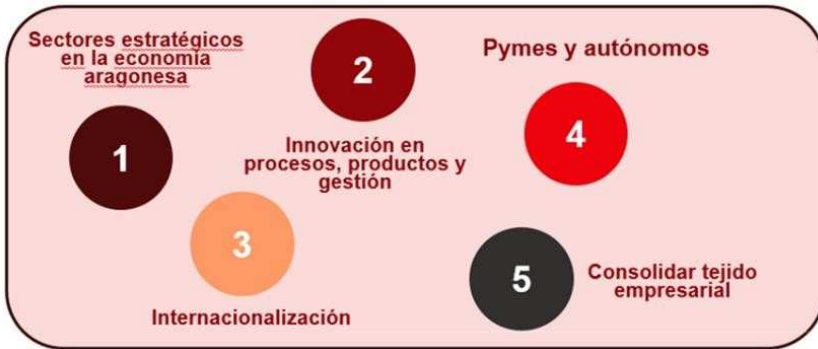 Sectores estratégicos
en la economía
aragonesa
1
2
Innovación en
procesos, productos y
gestión
3
Internacionalización
Pymes y autónomos
4
5
Consolidar tejido
empresarial